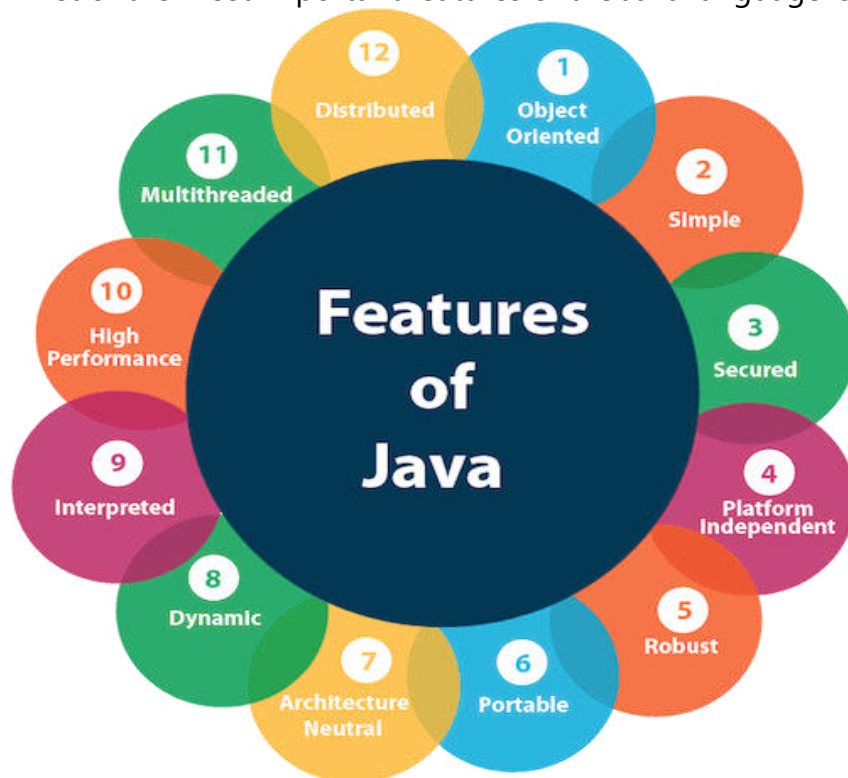 Features
of
Java
1
Object
Oriented
2
Simple
3
Secured
4
Platform
Independent
5
Robust
6
Portable
7
Architecture
Neutral
8
Dynamic
9
Interpreted
10
High
Performance
11
Multithreaded
12
Distributed